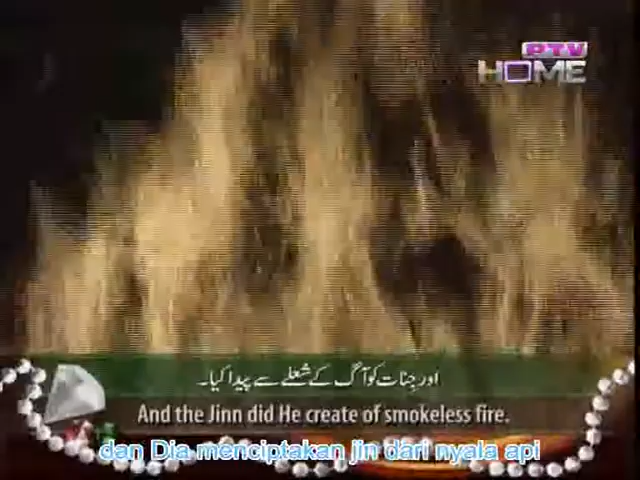 PTV
HOME
اور جنات کو آگ کے شعلے سے پیدا کیا۔
And the Jinn did He create of smokeless fire.
dan Dia menciptakan jin dari nyala api